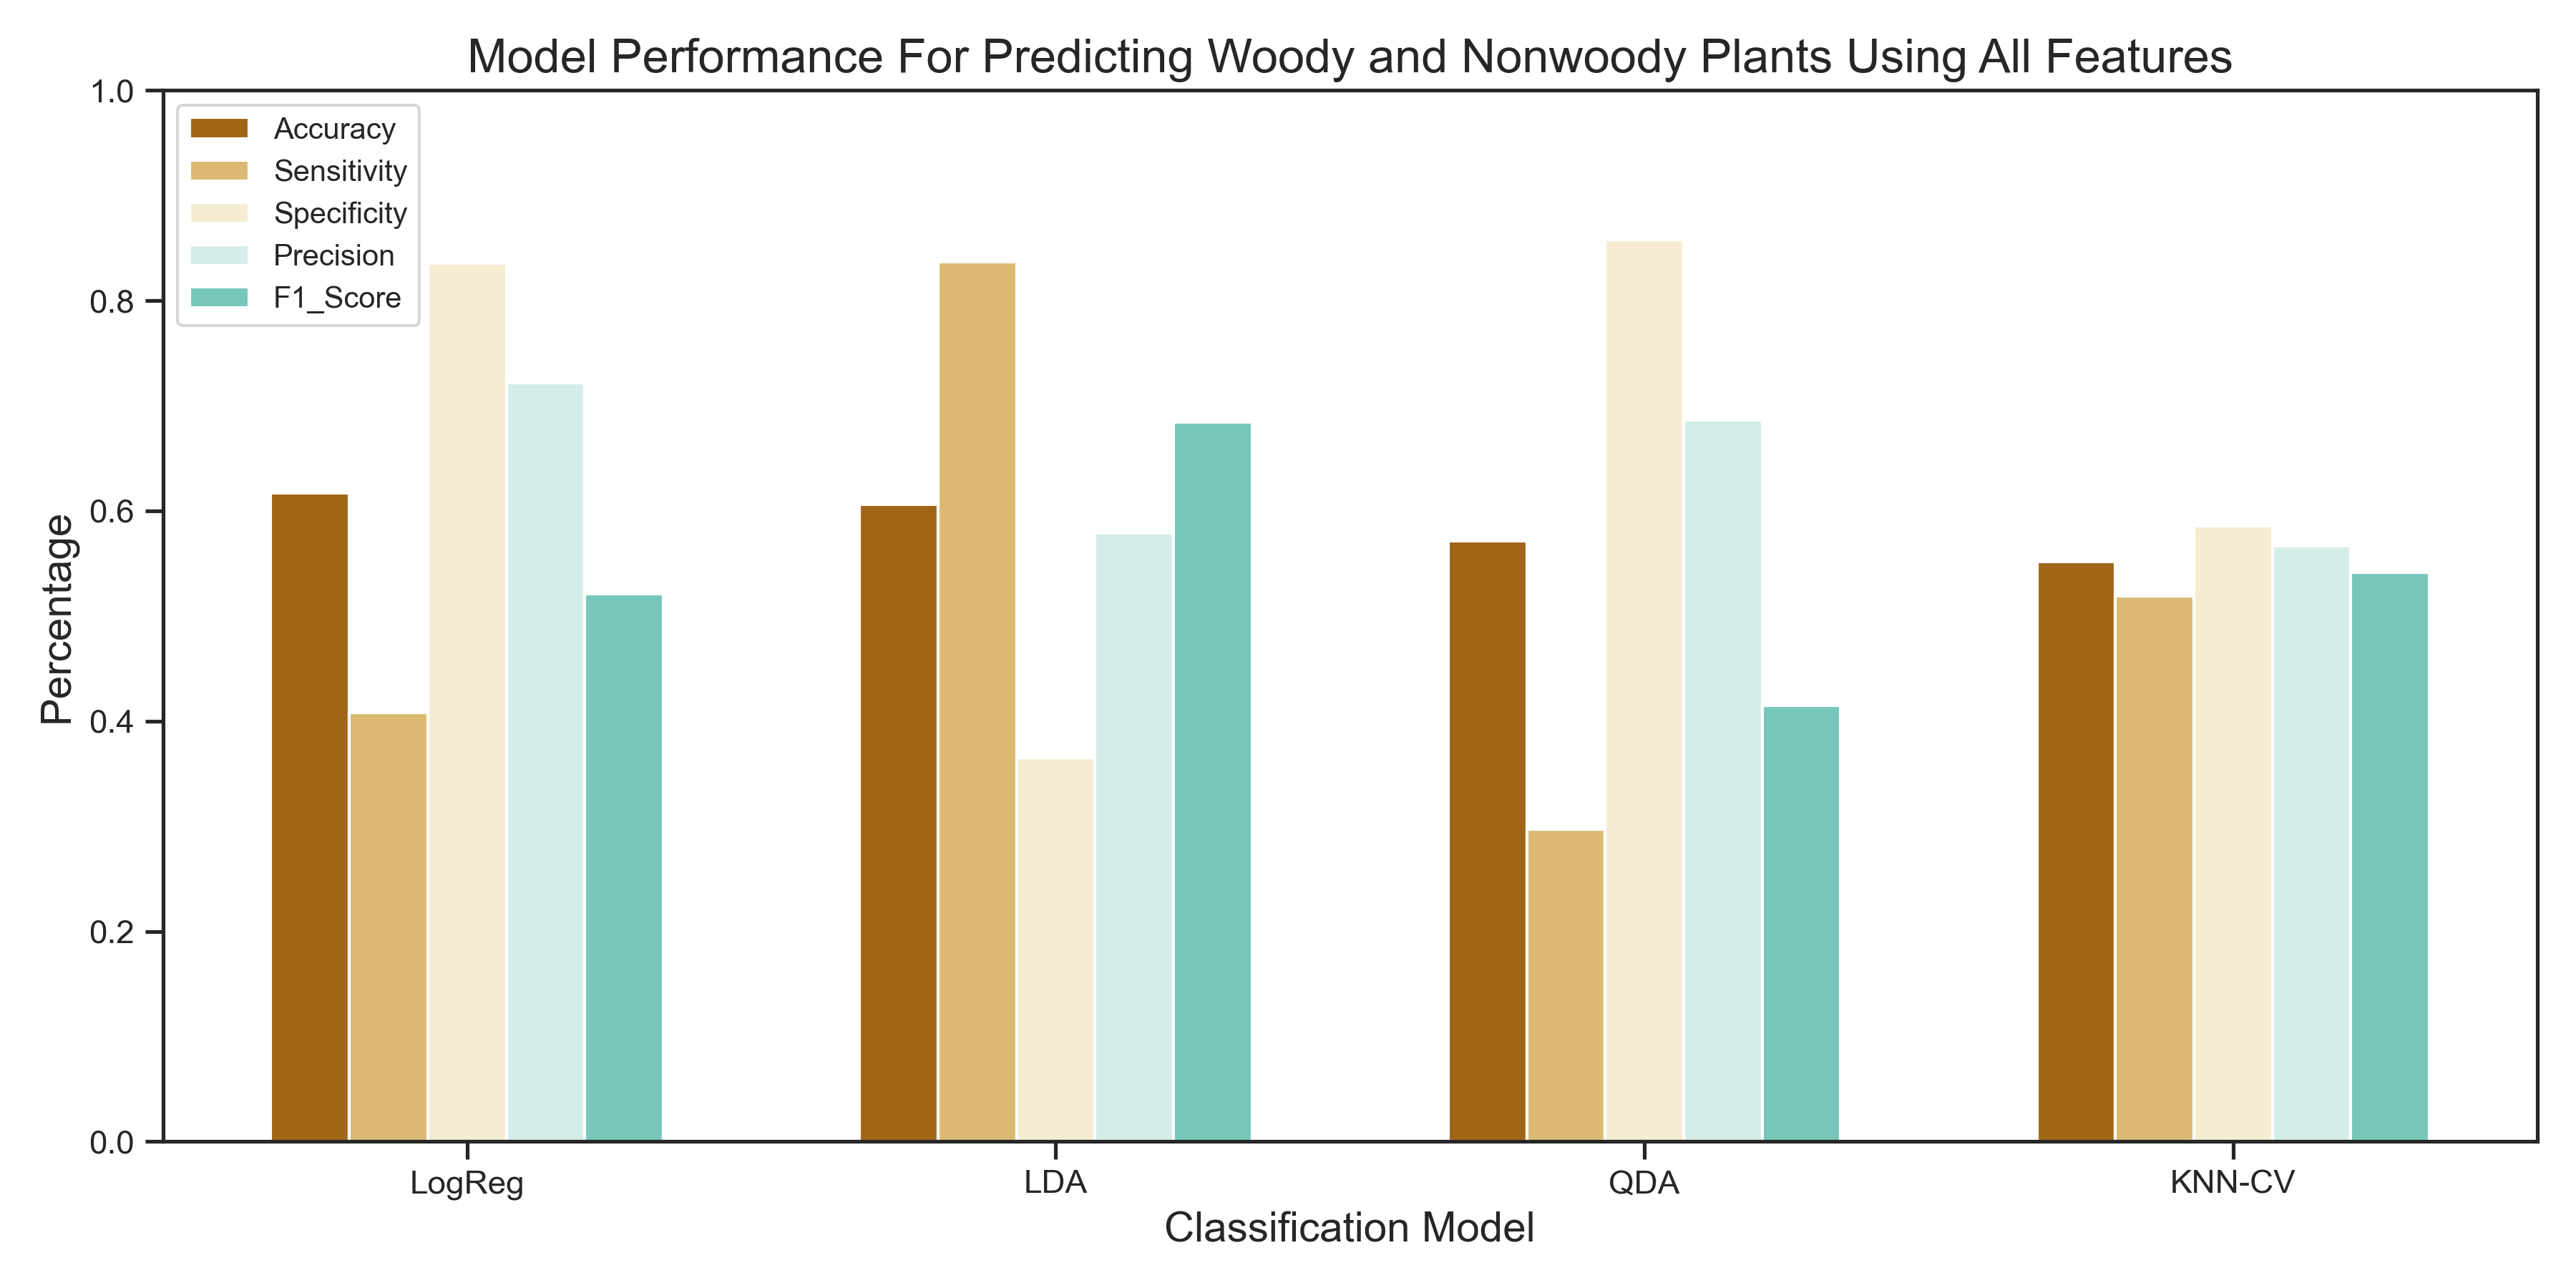 Model Performance For Predicting Woody and Nonwoody Plants Using All Features
1.0
0.8
0.6
0.4
0.2
0.0
Percentage
Accuracy
Sensitivity
Specificity
Precision
F1_Score
LogReg
LDA
QDA
KNN-CV
Classification Model